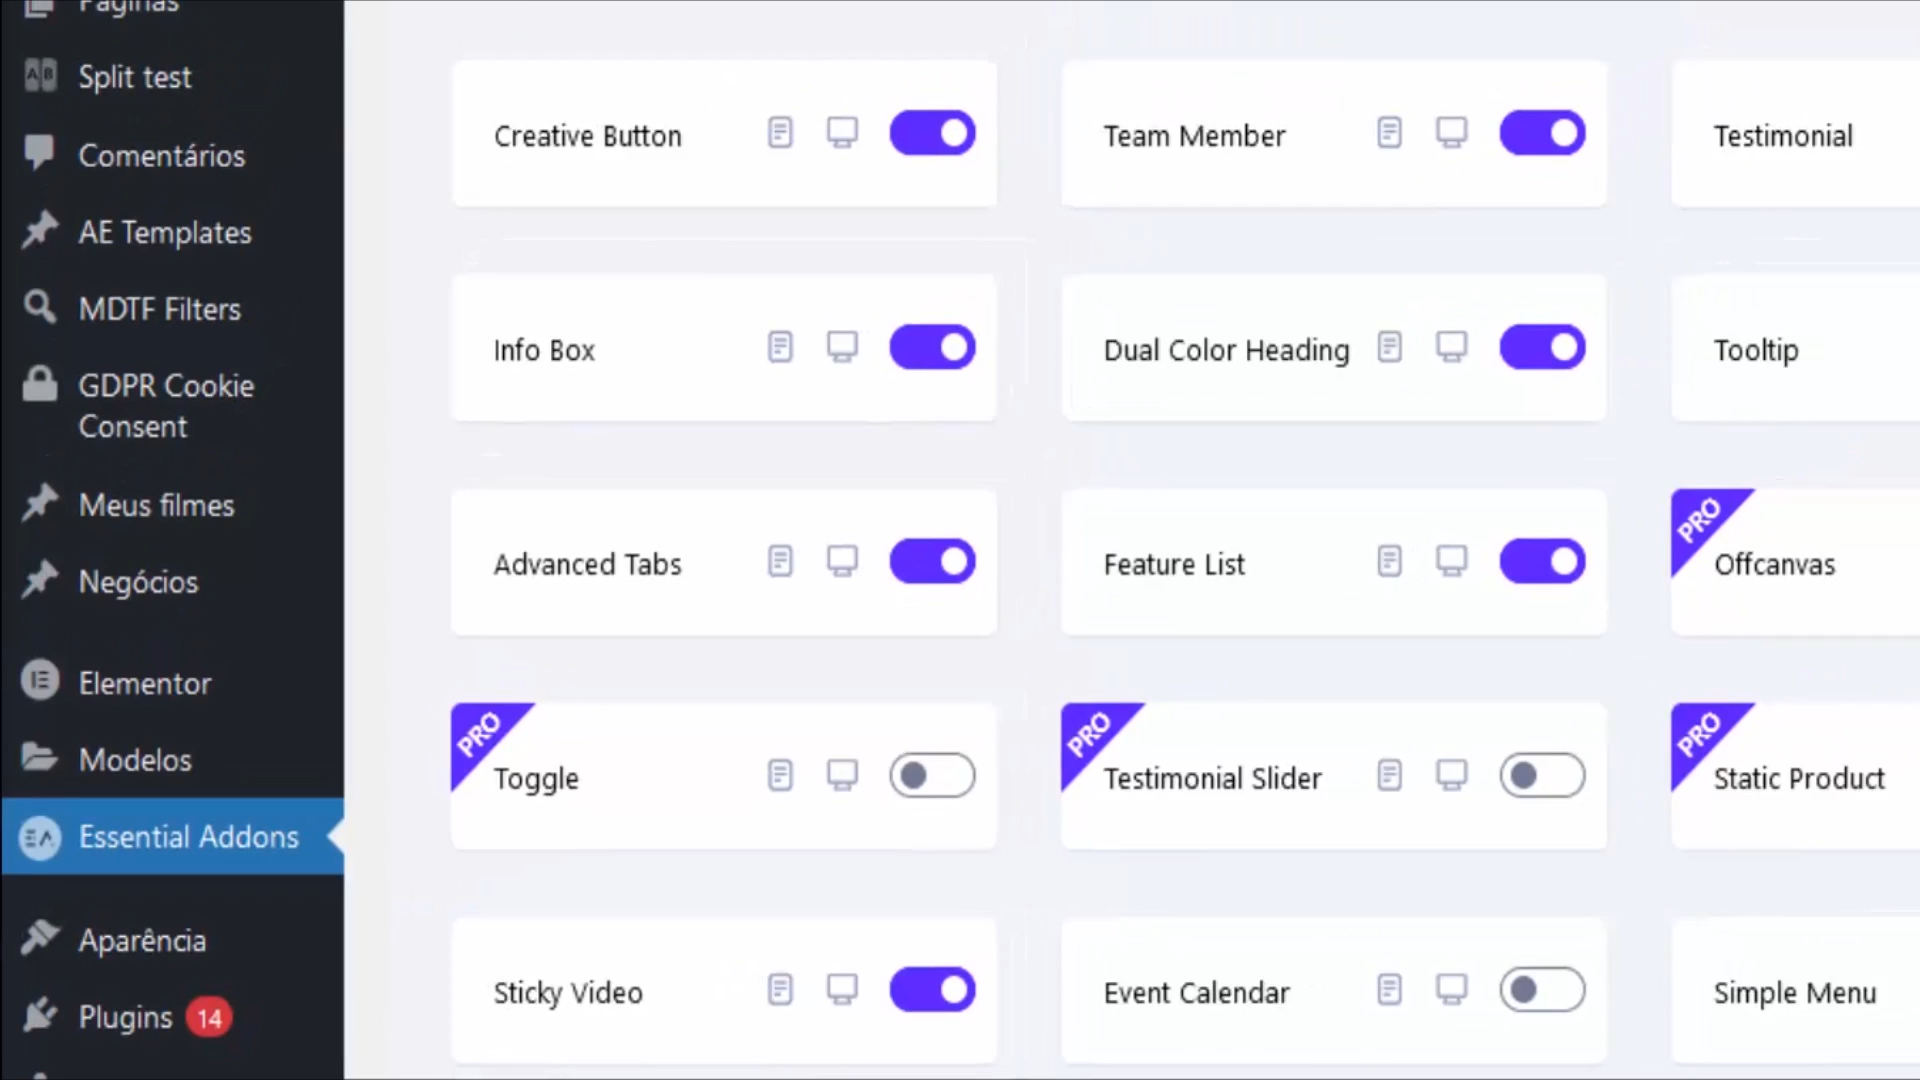 Páginas
Split test
Comentários
AE Templates
MDTF Filters
GDPR Cookie
Consent
Meus filmes
Negócios
Elementor
Modelos
Essential Addons
Aparência
Plugins 14
Creative Button
Team Member
Testimonial
Info Box
Dual Color Heading
Tooltip
Advanced Tabs
Feature List
PRO
Offcanvas
PRO
Toggle
PRO
Testimonial Slider
PRO
Static Product
Sticky Video
Event Calendar
Simple Menu